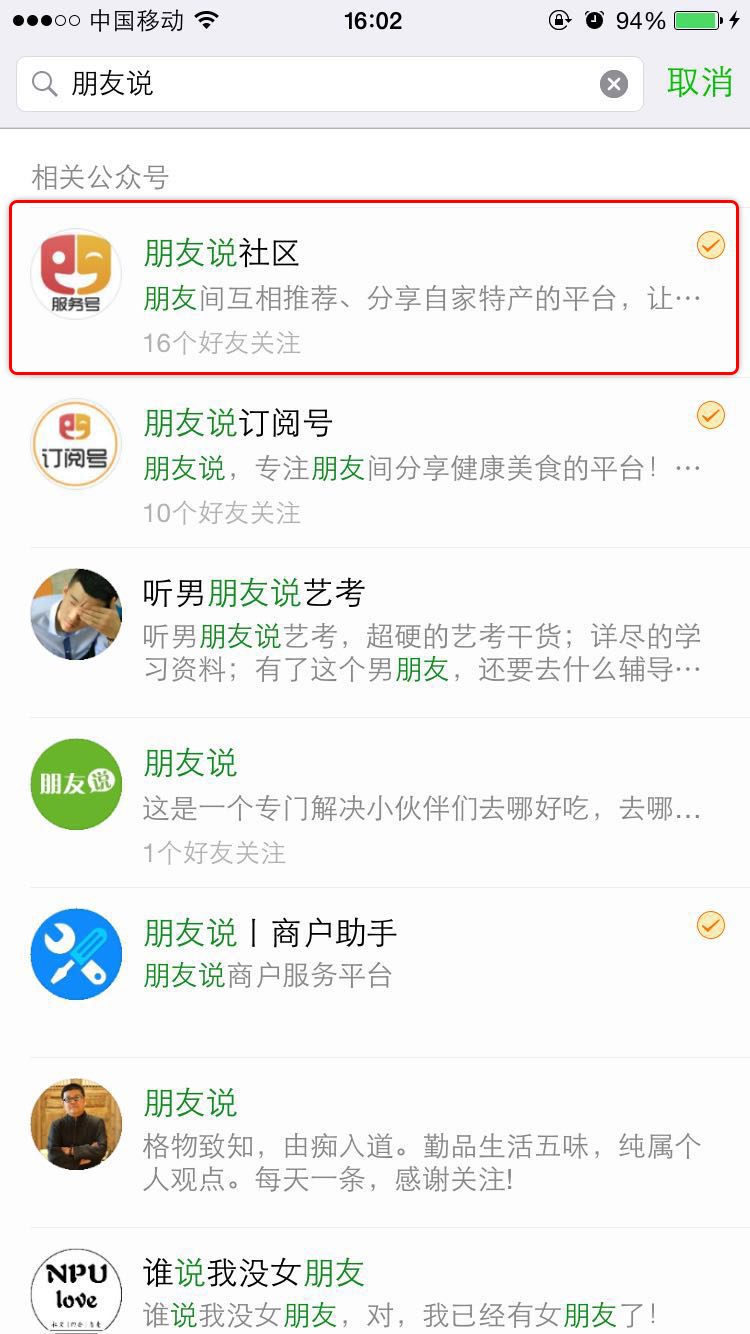 中国移动 16:02 94%
朋友说 取消
相关公众号
服务号
朋友说社区
朋友间互相推荐、分享自家特产的平台，让…
16个好友关注
订阅号
朋友说订阅号
朋友说，专注朋友间分享健康美食的平台！…
10个好友关注
听男朋友说艺考
听男朋友说艺考，超硬的艺考干货；详尽的学
习资料；有了这个男朋友，还要去什么辅导…
朋友说
朋友说
这是一个专门解决小伙伴们去哪好吃，去哪…
1个好友关注
朋友说丨商户助手
朋友说商户服务平台
朋友说
格物致知，由痴入道。勤品生活五味，纯属个
人观点。每天一条，感谢关注!
NPU
love
谁说我没女朋友
谁说我没女朋友，对，我已经有女朋友了！